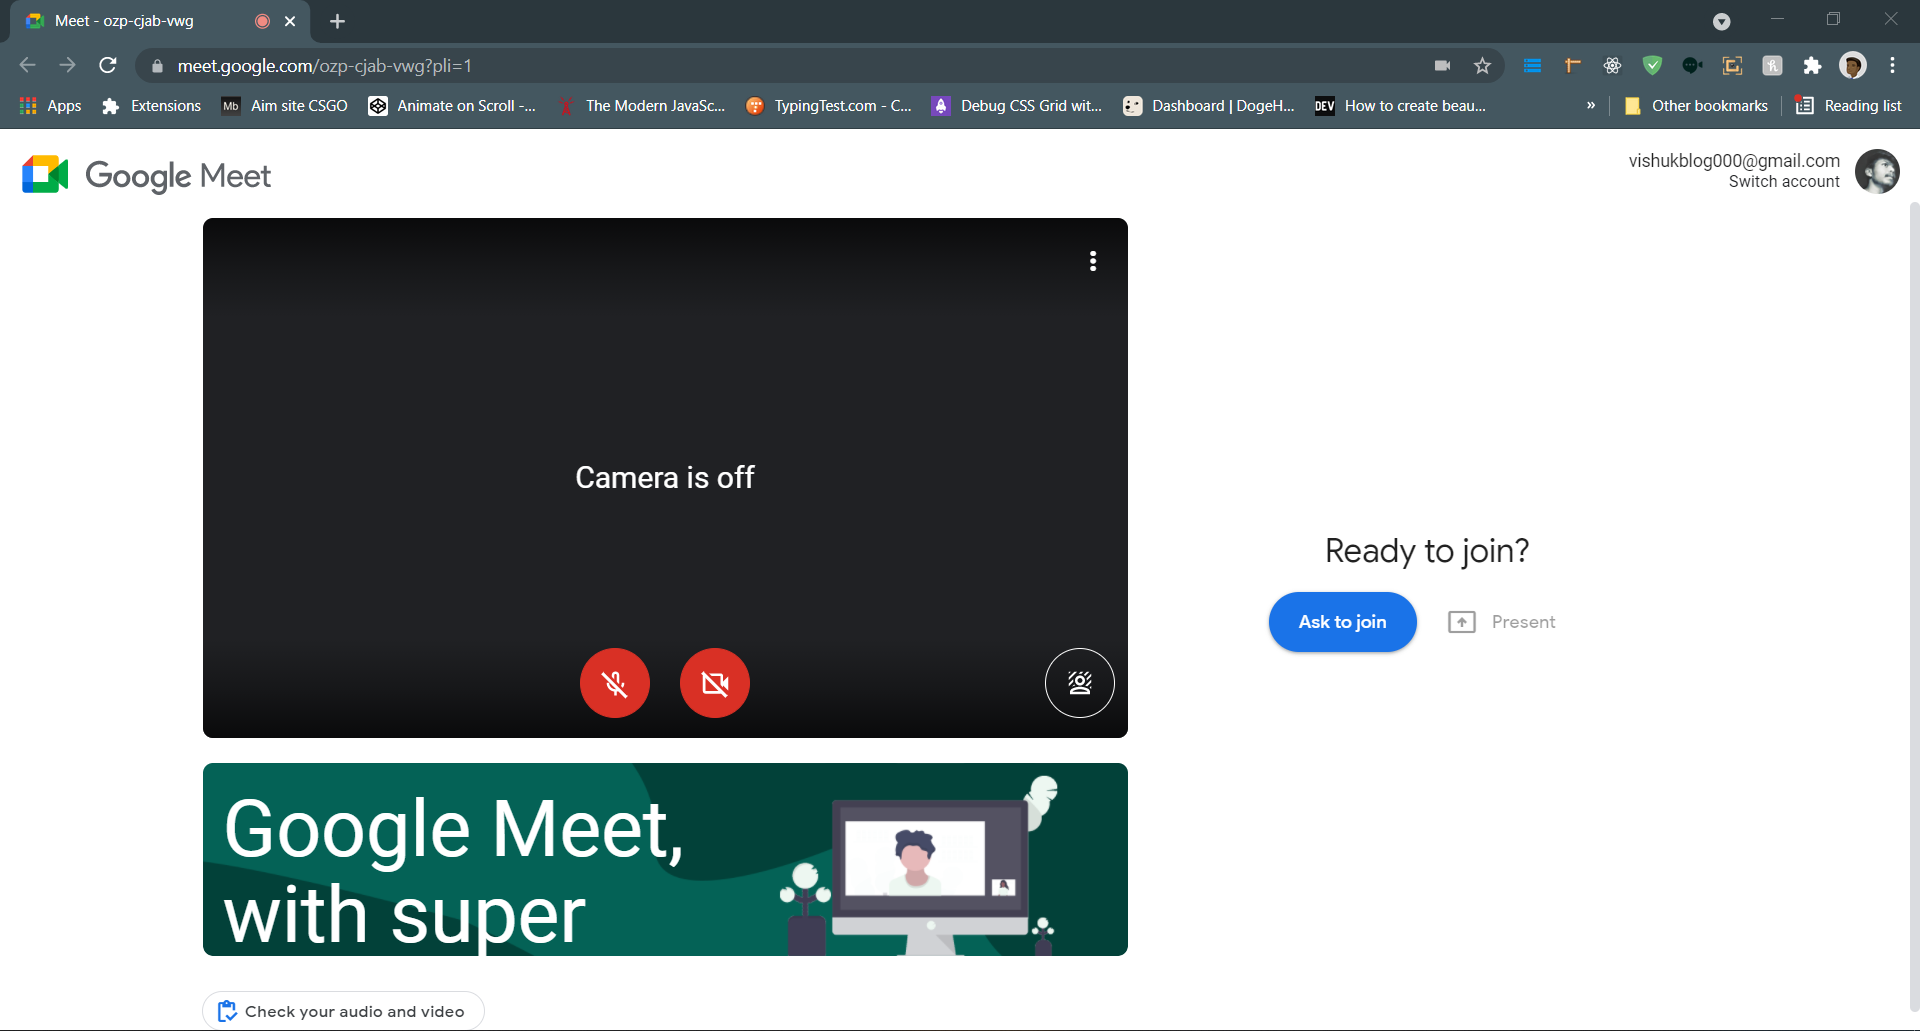 Meet - ozp-cjab-vwg
meet.google.com/ozp-cjab-vwg?pli=1
Apps
Extensions
Mb Aim site CSGO
Animate on Scroll -...
The Modern JavaSc...
TypingTest.com - C...
Debug CSS Grid wit...
Dashboard | DogeH...
DEV How to create beau...
»
Other bookmarks
Reading list
Google Meet
vishukblog000@gmail.com
Switch account
Camera is off
Ready to join?
Ask to join
Present
Google Meet,
with super
Check your audio and video